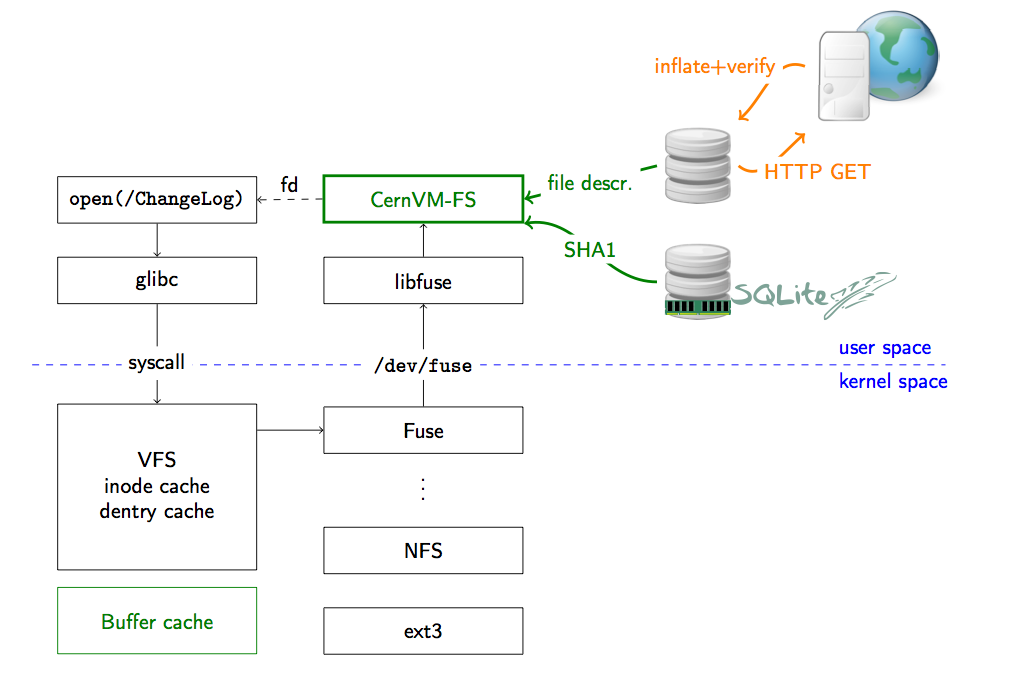 inflate+verify
HTTP GET
open(/ChangeLog)
fd
CernVM-FS
file descr.
SHA1
glibc
libfuse
SQLite
syscall
/dev/fuse
user space
kernel space
VFS
inode cache
dentry cache
Fuse
⋮
NFS
Buffer cache
ext3